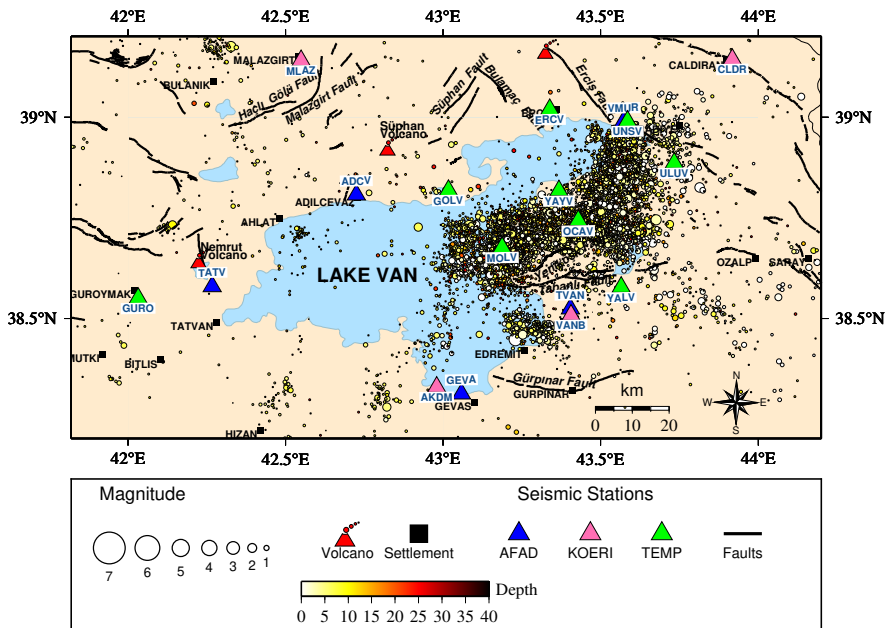 42°E 42.5°E 43°E 43.5°E 44°E
MALAZGIRT
MLAZ
BULANIK
CALDIRAN
CLDR
Haçlı Gölü Fault
Malazgirt Fault
Süphan Fault
Bulamaç
39°N 39°N
ERCV
VMUR
UNSV
Süphan
Volcano
ADCV
ADILCEVAZ
GOLV
YAYV
ULUV
AHLAT
OCAV
Nemrut
Volcano
TATV
MOLV
LAKE VAN
OZALP
SARAY
GUROYMAK
GURO
YALV
TVAN
VANB
38.5°N 38.5°N
TATVAN
MUTKI
BITLIS
EDREMIT
Gürpınar Fault
GURPINAR
AKDM
GEVA
GEVAS
HIZAN
km
0 10 20
N
W E
S
42°E 42.5°E 43°E 43.5°E 44°E
Magnitude
Seismic Stations
7 6 5 4 3 2 1
Volcano Settlement AFAD KOERI TEMP Faults
Depth
0 5 10 15 20 25 30 35 40